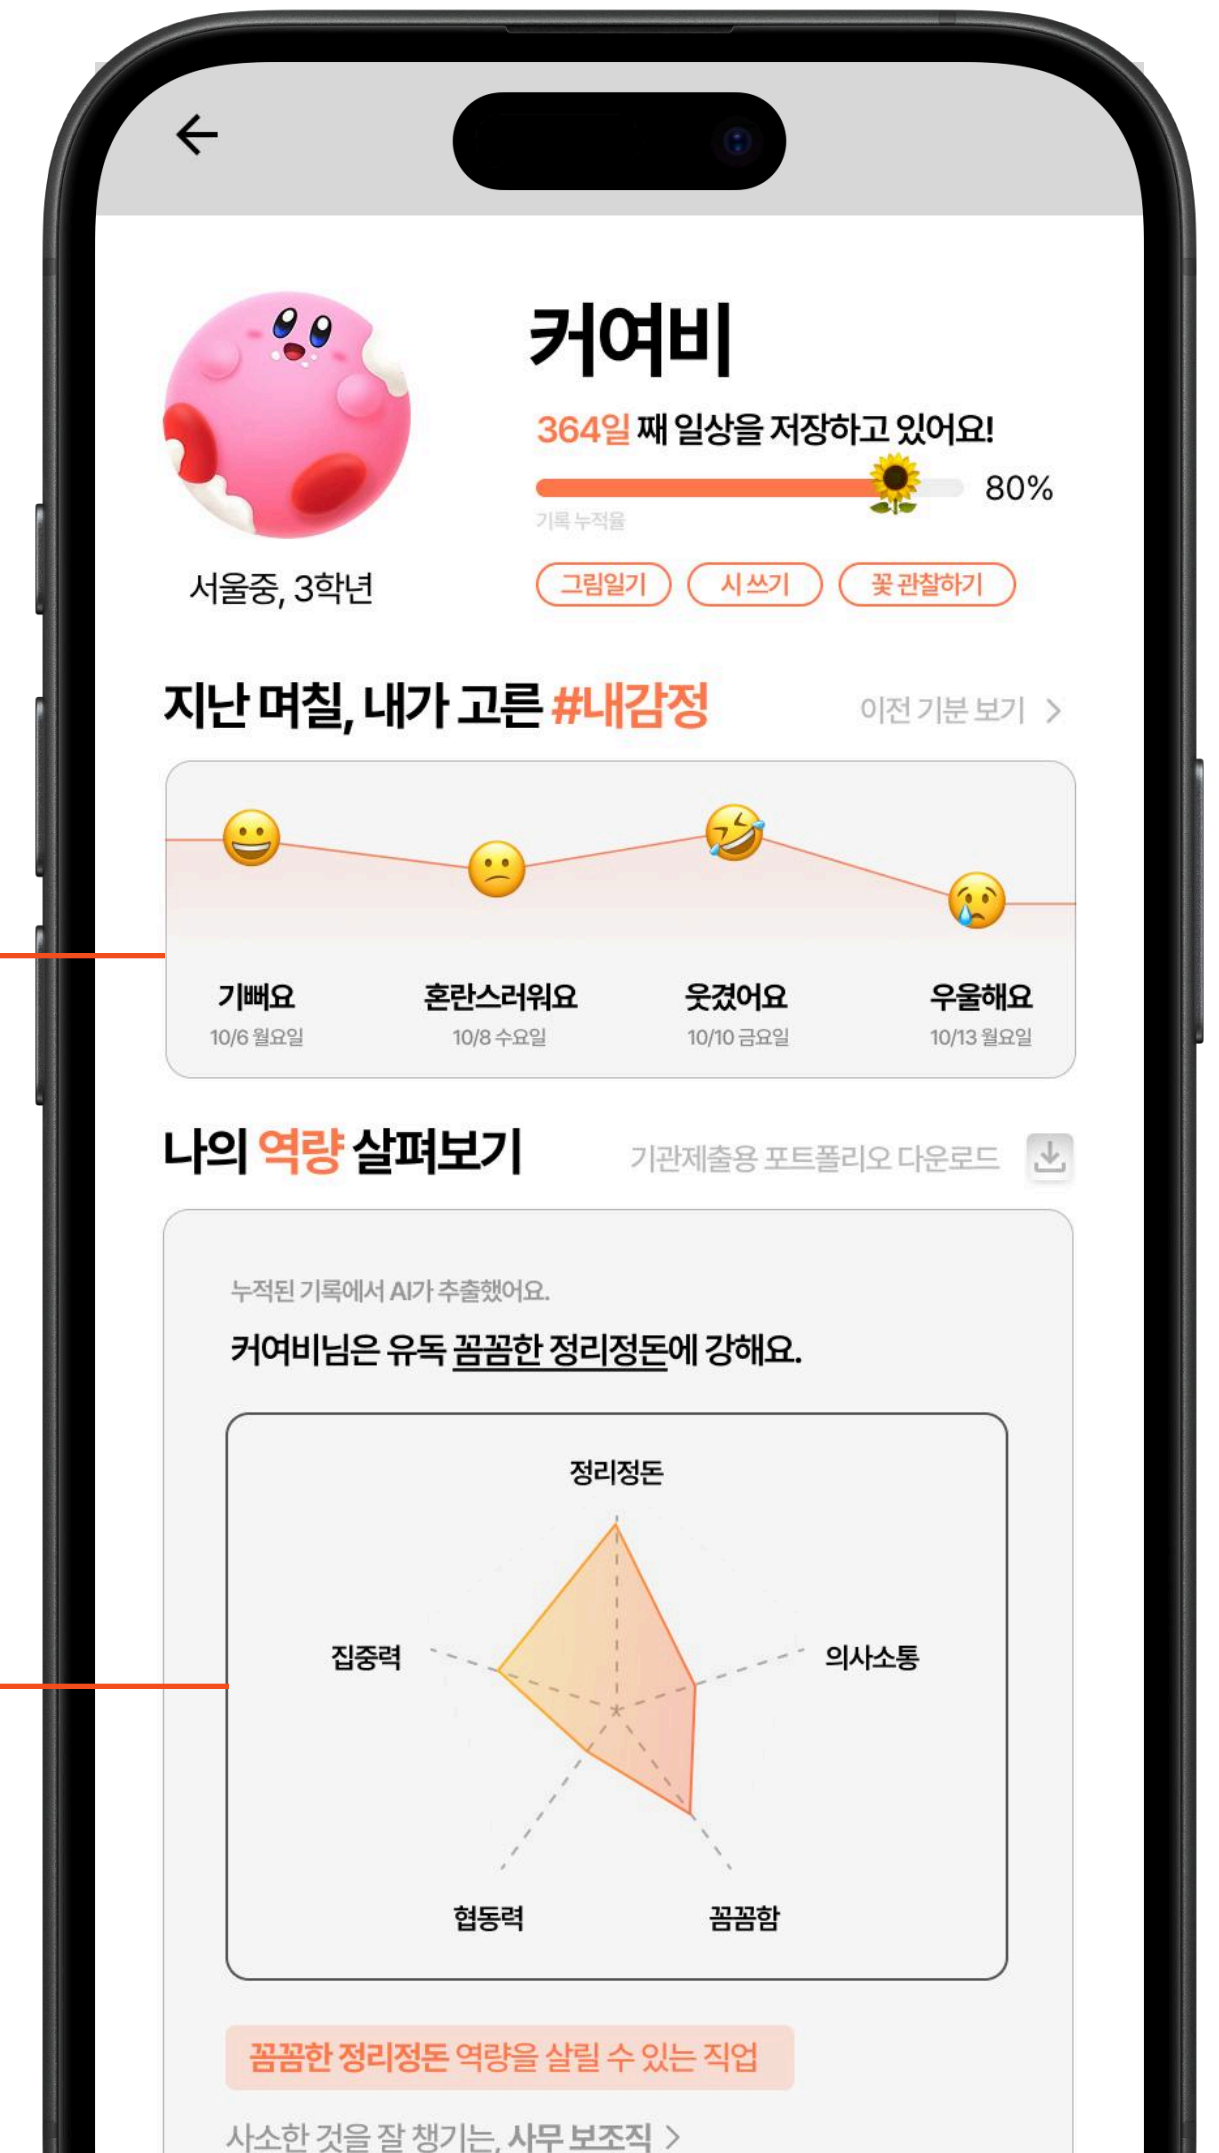 커여비
364일 째 일상을 저장하고 있어요!
80%
기록 누적율
그림일기 시 쓰기 꽃 관찰하기
서울중, 3학년
지난 며칠, 내가 고른 #내감정
이전 기분 보기 >
기뻐요 혼란스러워요 웃겼어요 우울해요
10/6 월요일 10/8 수요일 10/10 금요일 10/13 월요일
나의 역량 살펴보기
기관제출용 포트폴리오 다운로드
누적된 기록에서 AI가 추출했어요.
커여비님은 유독 꼼꼼한 정리정돈에 강해요.
정리정돈
집중력 의사소통
협동력 꼼꼼함
꼼꼼한 정리정돈 역량을 살릴 수 있는 직업
사소한 것을 잘 챙기는, 사무 보조직 >